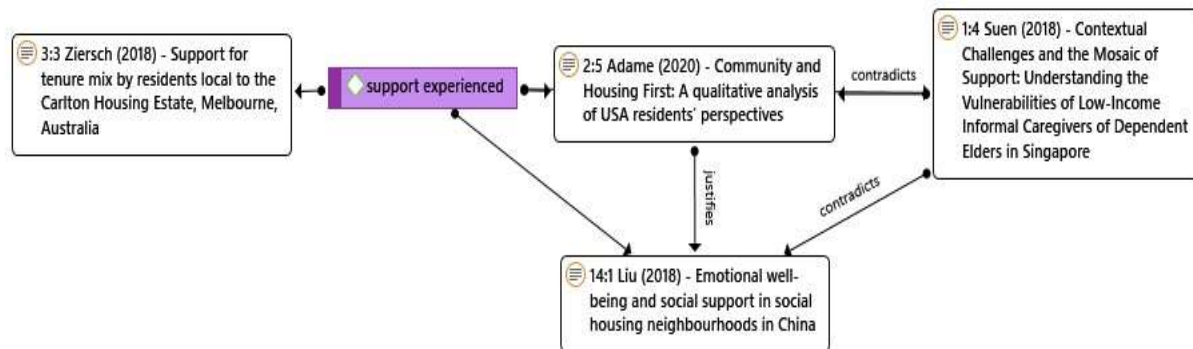 3:3 Ziersch (2018) - Support for
tenure mix by residents local to the
Carlton Housing Estate, Melbourne,
Australia
support experienced
2:5 Adame (2020) - Community and
Housing First: A qualitative analysis
of USA residents' perspectives
contradicts
1:4 Suen (2018) - Contextual
Challenges and the Mosaic of
Support: Understanding the
Vulnerabilities of Low-Income
Informal Caregivers of Dependent
Elders in Singapore
justifies
contradicts
14:1 Liu (2018) - Emotional well-
being and social support in social
housing neighbourhoods in China